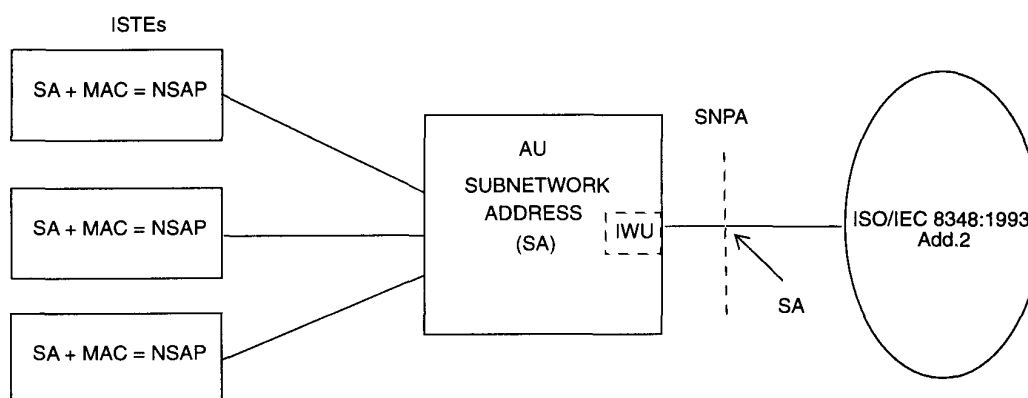 ISTEs
SA + MAC = NSAP
SA + MAC = NSAP
SA + MAC = NSAP
AU
SUBNETWORK
ADDRESS
(SA)
IWU
SNPA
SA
ISO/IEC 8348:1993
Add.2